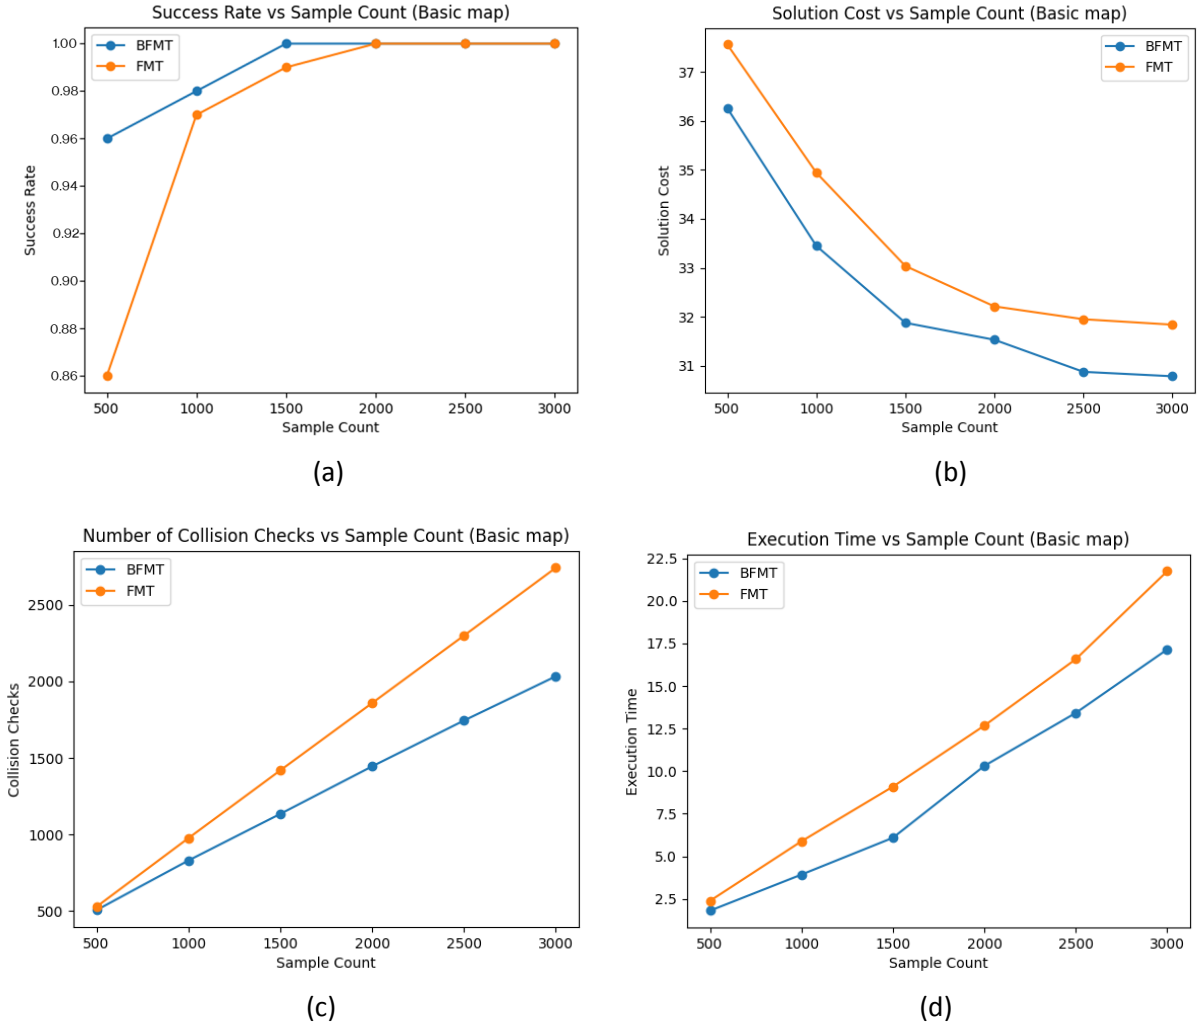 Success Rate vs Sample Count (Basic map)
BFMT
FMT
1.00
0.98
0.96
0.94
0.92
0.90
0.88
0.86
Success Rate
500 1000 1500 2000 2500 3000
Sample Count
(a)
Solution Cost vs Sample Count (Basic map)
BFMT
FMT
37
36
35
34
33
32
31
Solution Cost
500 1000 1500 2000 2500 3000
Sample Count
(b)
Number of Collision Checks vs Sample Count (Basic map)
BFMT
FMT
2500
2000
1500
1000
500
Collision Checks
500 1000 1500 2000 2500 3000
Sample Count
(c)
Execution Time vs Sample Count (Basic map)
BFMT
FMT
22.5
20.0
17.5
15.0
12.5
10.0
7.5
5.0
2.5
Execution Time
500 1000 1500 2000 2500 3000
Sample Count
(d)